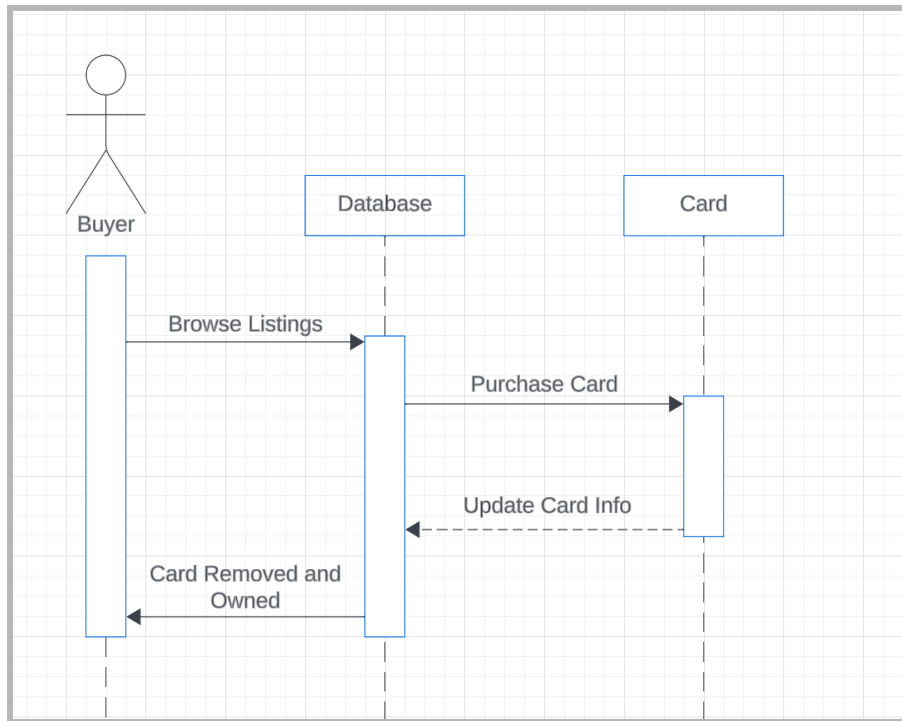 Buyer
Database
Card
Browse Listings
Purchase Card
Update Card Info
Card Removed and
Owned